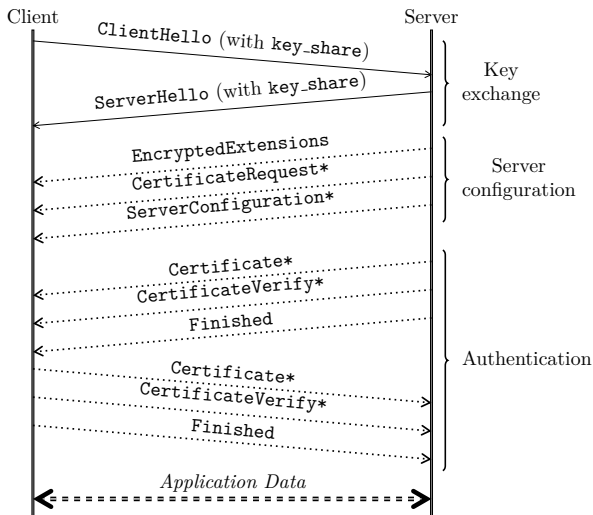 Client
Server
ClientHello (with key_share)
Key
exchange
ServerHello (with key_share)
EncryptedExtensions
CertificateRequest*
Server
configuration
ServerConfiguration*
Certificate*
CertificateVerify*
Finished
Authentication
Certificate*
CertificateVerify*
Finished
Application Data